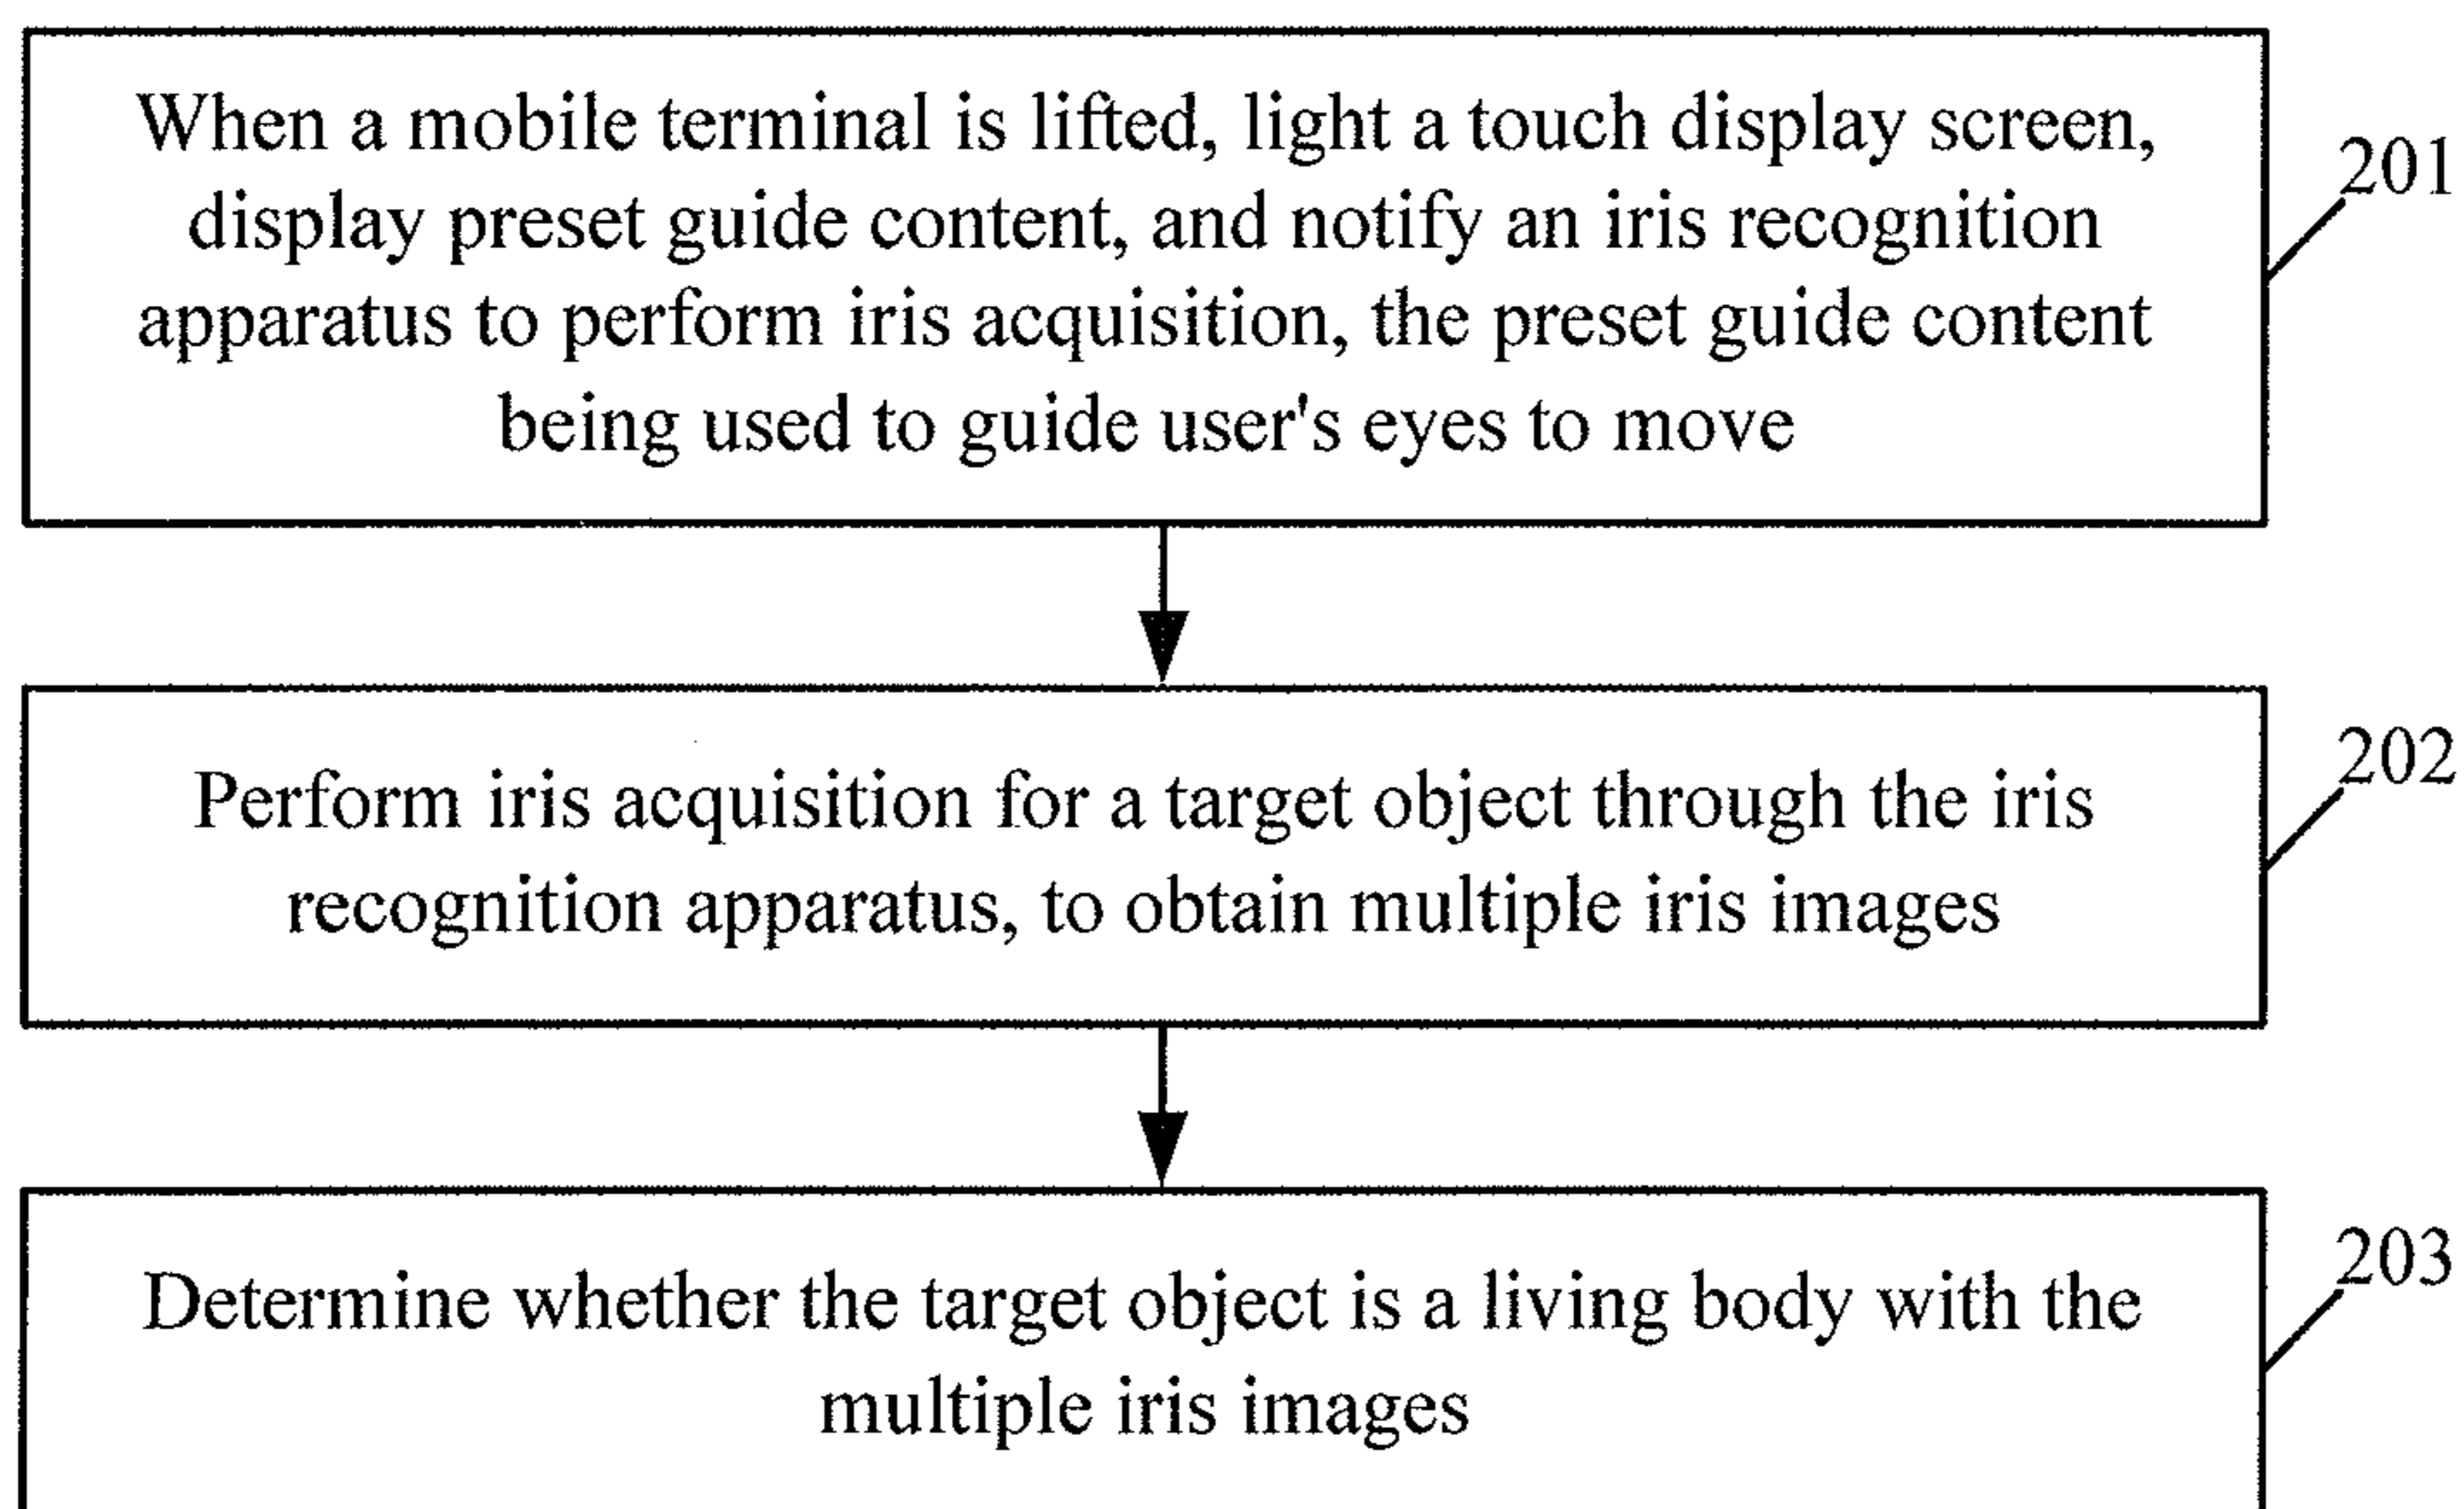 When a mobile terminal is lifted, light a touch display screen,
display preset guide content, and notify an iris recognition
apparatus to perform iris acquisition, the preset guide content
being used to guide user's eyes to move
201
Perform iris acquisition for a target object through the iris
recognition apparatus, to obtain multiple iris images
202
Determine whether the target object is a living body with the
multiple iris images
203